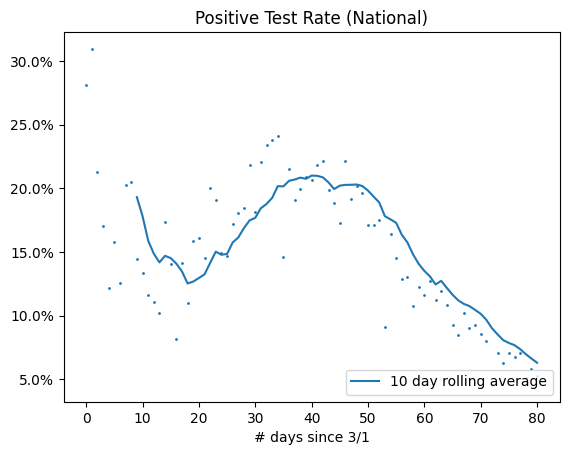 Positive Test Rate (National)
30.0%
25.0%
20.0%
15.0%
10.0%
5.0%
10 day rolling average
0 10 20 30 40 50 60 70 80
# days since 3/1